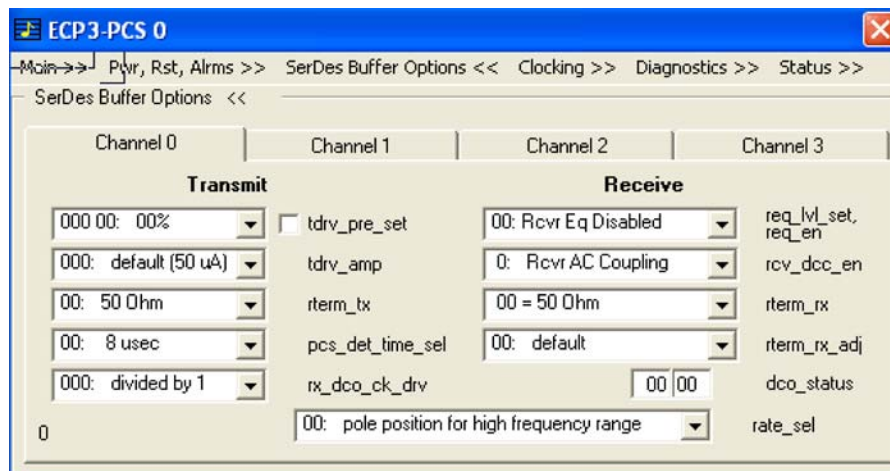 ECP3-PCS 0
Main >> Pwr, Rst, Alrms >> SerDes Buffer Options << Clocking >> Diagnostics >> Status >>
SerDes Buffer Options <<
Channel 0 Channel 1 Channel 2 Channel 3
Transmit Receive
000 00: 00% tdrv_pre_set 00: Rcvr Eq Disabled req_lvl_set,
req_en
000: default (50 uA) tdrv_amp 0: Rcvr AC Coupling rcv_dcc_en
00: 50 Ohm rterm_tx 00 = 50 Ohm rterm_rx
00: 8 usec pcs_det_time_sel 00: default rterm_rx_adj
000: divided by 1 rx_dco_ck_drv 00 00 dco_status
0 00: pole position for high frequency range rate_sel